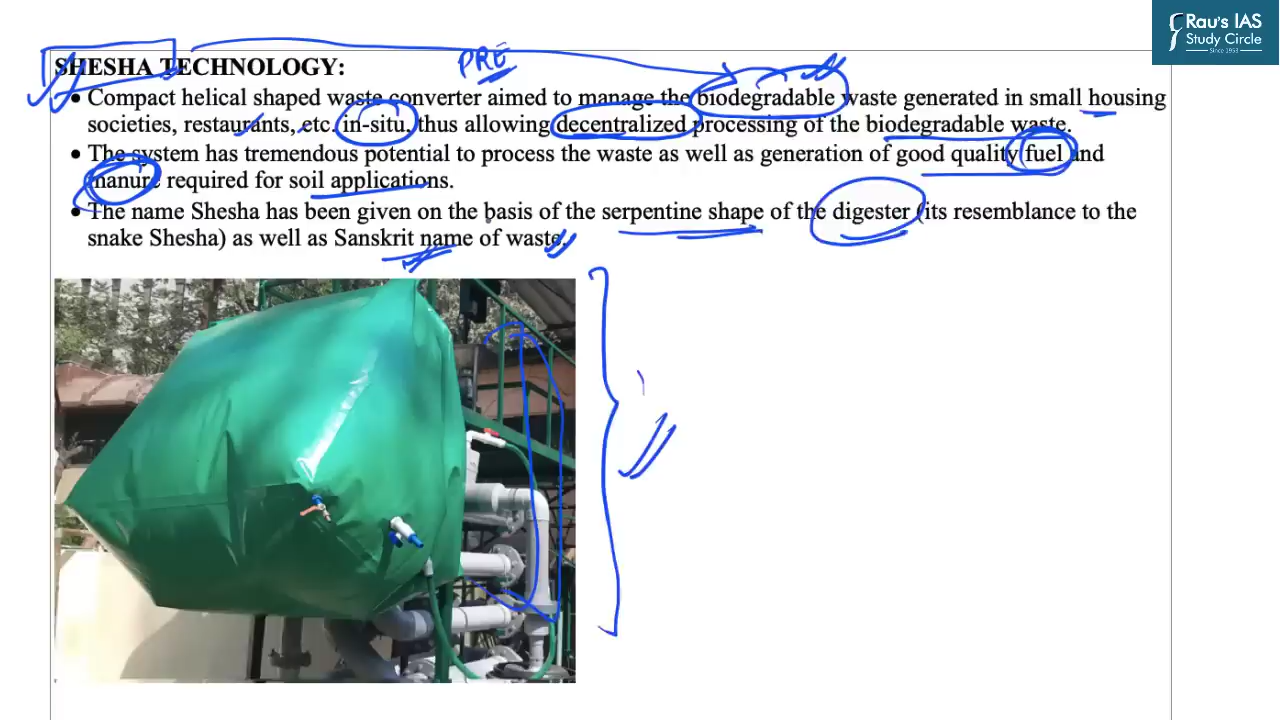 Rau's IAS
Study Circle
Since 1953
PRE
SHESHA TECHNOLOGY:
• Compact helical shaped waste converter aimed to manage the biodegradable waste generated in small housing
societies, restaurants, etc. in-situ, thus allowing decentralized processing of the biodegradable waste.
• The system has tremendous potential to process the waste as well as generation of good quality fuel and
manure required for soil applications.
• The name Shesha has been given on the basis of the serpentine shape of the digester (its resemblance to the
snake Shesha) as well as Sanskrit name of waste.